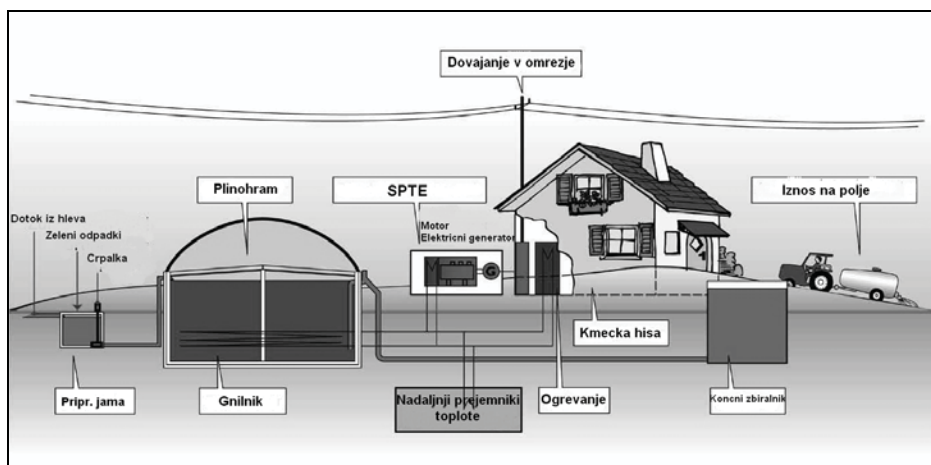 Dovajanje v omrezje
Plinohram
SPTE
Iznos na polje
Dotok iz hleva
Zeleni odpadki
Crpalka
Motor
Elektricni generator
G
Kmecka hisa
Pripr. jama
Gnilnik
Nadaljnji prejemniki
toplote
Ogrevanje
Koncni zbiralnik